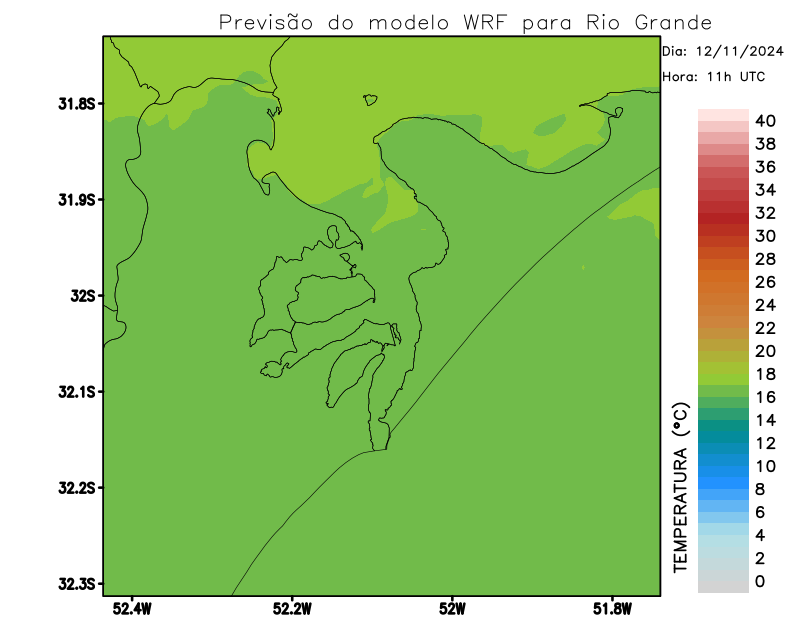 Previsão do modelo WRF para Rio Grande
Dia: 12/11/2024
Hora: 11h UTC
31.8S
31.9S
32S
32.1S
32.2S
32.3S
52.4W
52.2W
52W
51.8W
TEMPERATURA (°C)
40
38
36
34
32
30
28
26
24
22
20
18
16
14
12
10
8
6
4
2
0